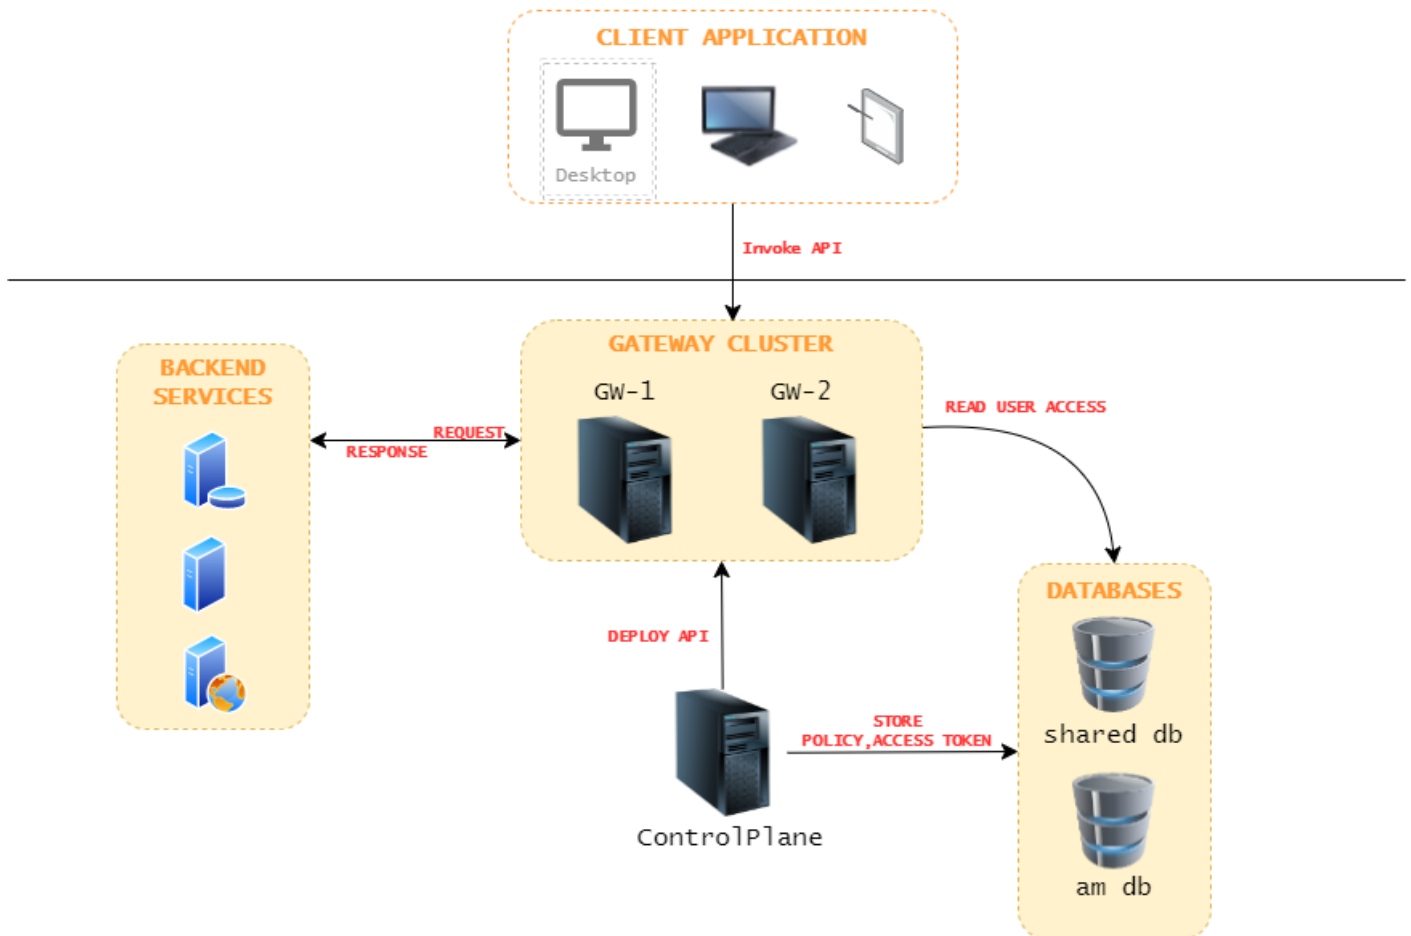 CLIENT APPLICATION
Desktop
Invoke API
GATEWAY CLUSTER
GW-1
GW-2
BACKEND
SERVICES
REQUEST
RESPONSE
READ USER ACCESS
DEPLOY API
ControlPlane
STORE
POLICY,ACCESS TOKEN
DATABASES
shared db
am db